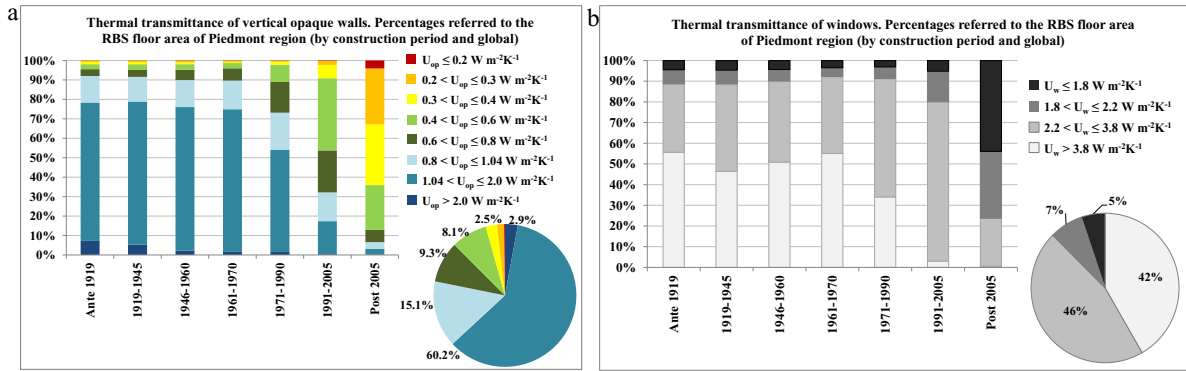 a
Thermal transmittance of vertical opaque walls. Percentages referred to the
RBS floor area of Piedmont region (by construction period and global)
100%
90%
80%
70%
60%
50%
40%
30%
20%
10%
0%
Ante 1919
1919-1945
1946-1960
1961-1970
1971-1990
1991-2005
Post 2005
Uop ≤ 0.2 W m-2K-1
0.2 < Uop ≤ 0.3 W m-2K-1
0.3 < Uop ≤ 0.4 W m-2K-1
0.4 < Uop ≤ 0.6 W m-2K-1
0.6 < Uop ≤ 0.8 W m-2K-1
0.8 < Uop ≤ 1.04 W m-2K-1
1.04 < Uop ≤ 2.0 W m-2K-1
Uop > 2.0 W m-2K-1
2.5%
2.9%
8.1%
9.3%
15.1%
60.2%
b
Thermal transmittance of windows. Percentages referred to the RBS floor area
of Piedmont region (by construction period and global)
100%
90%
80%
70%
60%
50%
40%
30%
20%
10%
0%
Ante 1919
1919-1945
1946-1960
1961-1970
1971-1990
1991-2005
Post 2005
Uw ≤ 1.8 W m-2K-1
1.8 < Uw ≤ 2.2 W m-2K-1
2.2 < Uw ≤ 3.8 W m-2K-1
Uw > 3.8 W m-2K-1
7%
5%
42%
46%